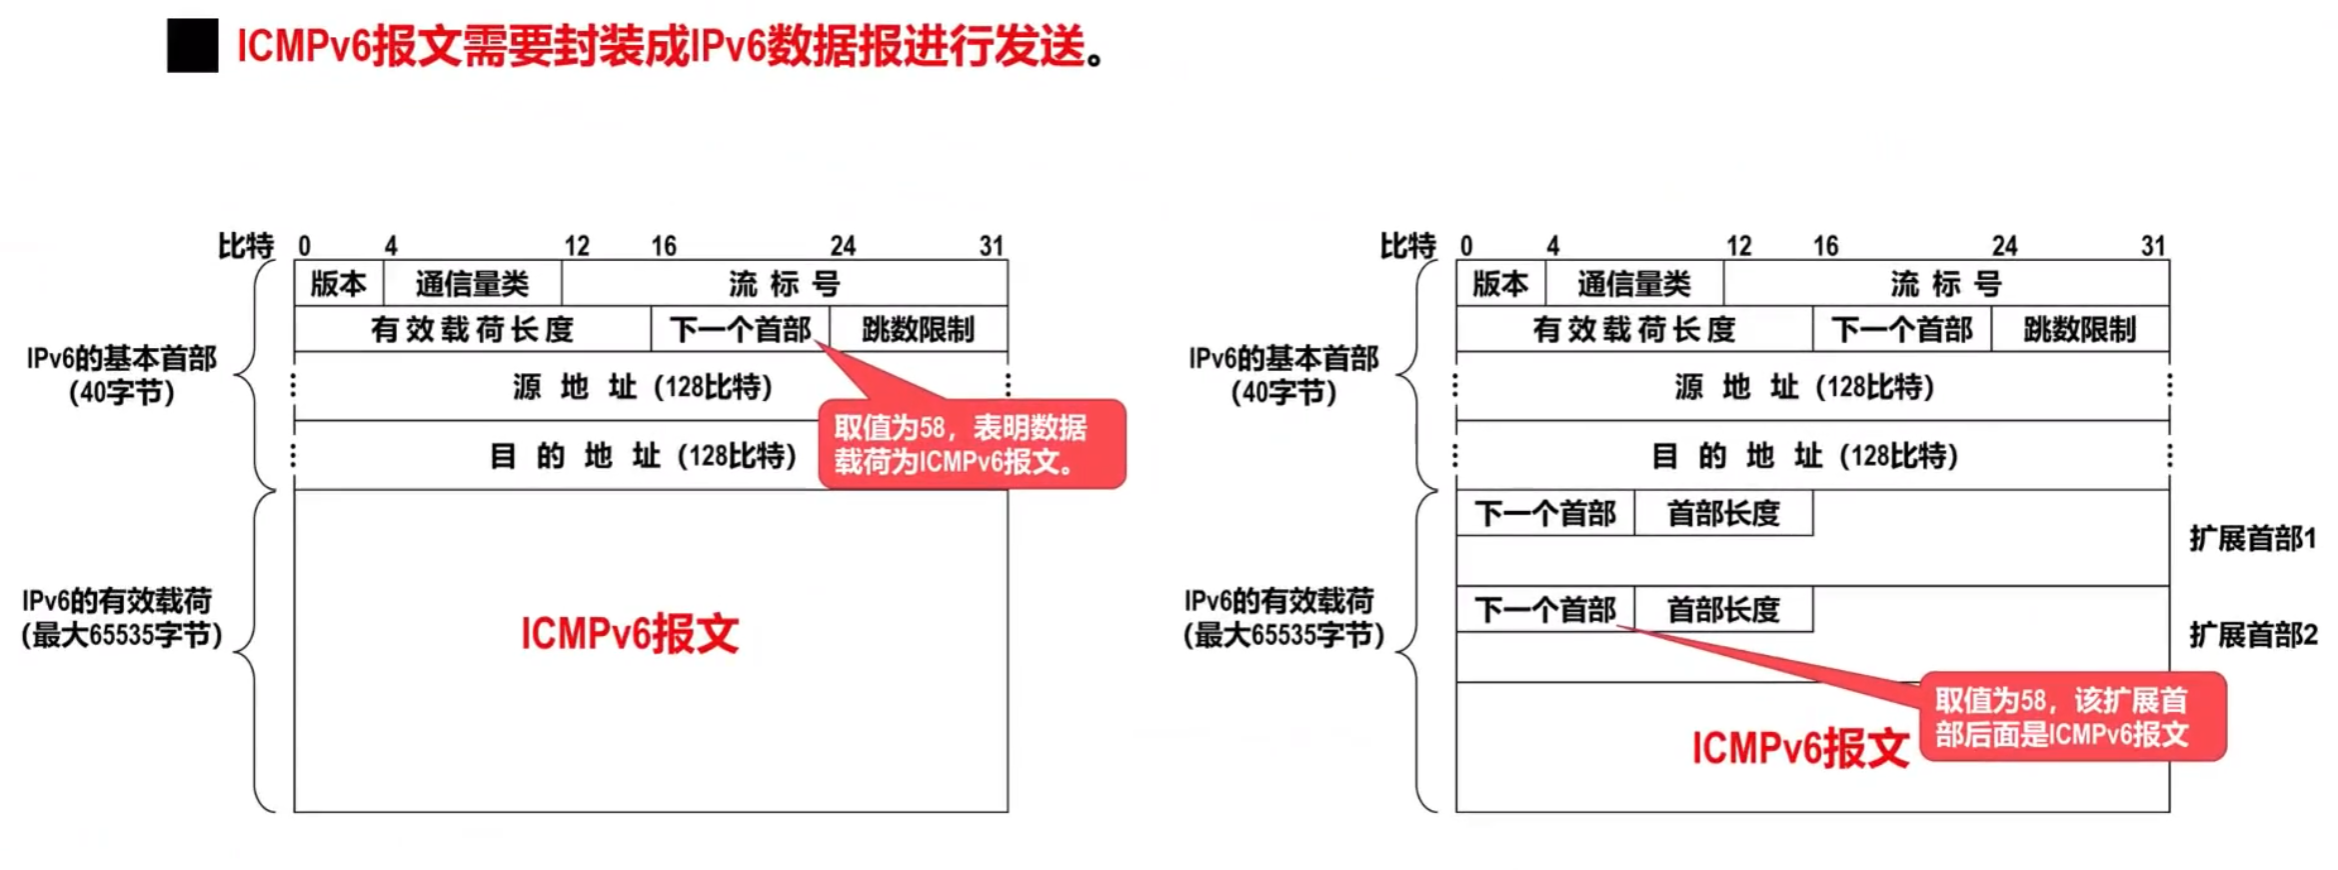 ICMPv6报文需要封装成IPv6数据报进行发送。
比特 0 4 12 16 24 31
版本 通信量类 流标号
有效载荷长度 下一个首部 跳数限制
IPv6的基本首部
(40字节)
源地址 (128比特)
目的地址 (128比特)
取值为58，表明数据
载荷为ICMPv6报文。
IPv6的有效载荷
(最大65535字节)
ICMPv6报文
比特 0 4 12 16 24 31
版本 通信量类 流标号
有效载荷长度 下一个首部 跳数限制
IPv6的基本首部
(40字节)
源地址 (128比特)
目的地址 (128比特)
下一个首部 首部长度
扩展首部1
IPv6的有效载荷
(最大65535字节)
下一个首部 首部长度
扩展首部2
取值为58，该扩展首
部后面是ICMPv6报文
ICMPv6报文